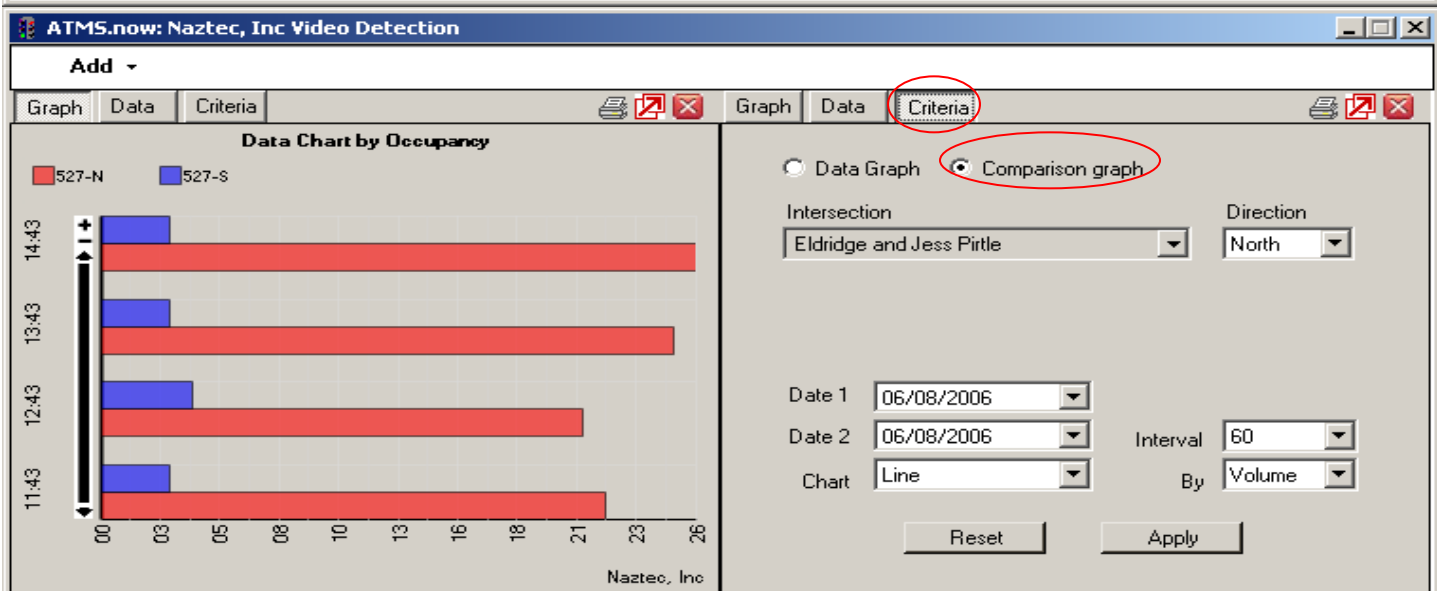 ATMS.now: Naztec, Inc Video Detection
Add
Graph Data Criteria
Data Chart by Occupancy
527-N 527-S
14:43
13:43
12:43
11:43
00 03 05 08 10 13 16 18 21 23 26
Naztec, Inc
Graph Data Criteria
Data Graph Comparison graph
Intersection Direction
Eldridge and Jess Pirtle North
Date 1 06/08/2006
Date 2 06/08/2006 Interval 60
Chart Line By Volume
Reset Apply